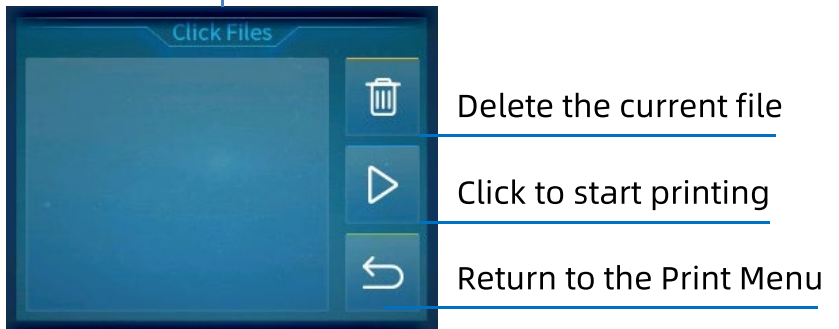 Click Files
Delete the current file
Click to start printing
Return to the Print Menu